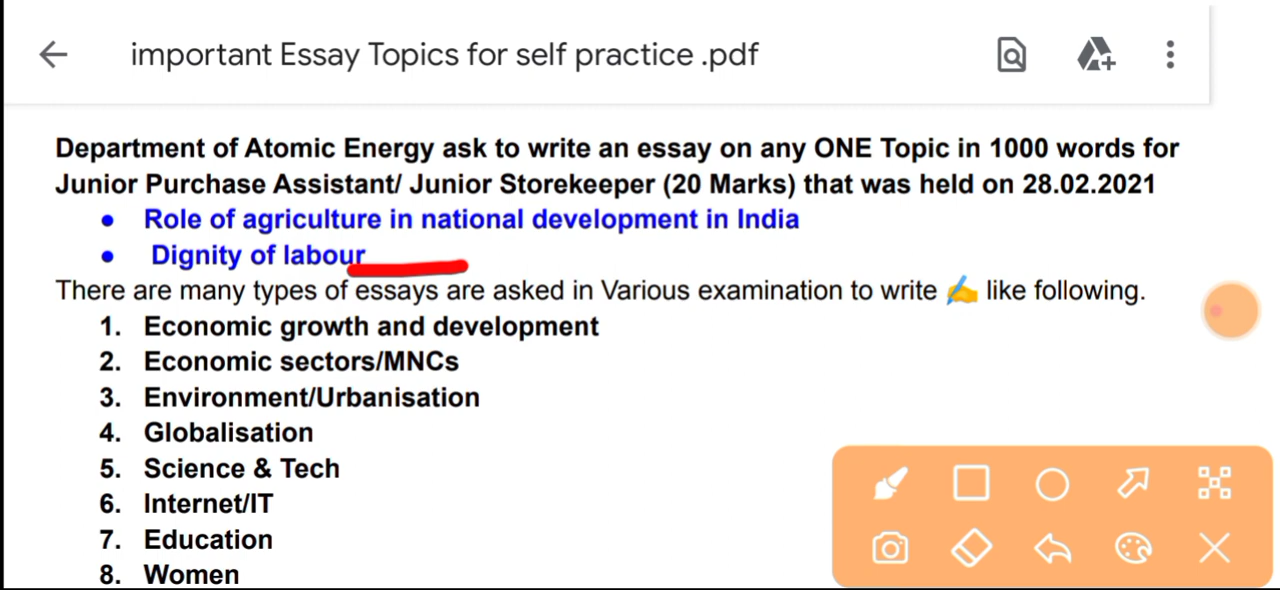 important Essay Topics for self practice .pdf
Department of Atomic Energy ask to write an essay on any ONE Topic in 1000 words for
Junior Purchase Assistant/ Junior Storekeeper (20 Marks) that was held on 28.02.2021
• Role of agriculture in national development in India
• Dignity of labour
There are many types of essays are asked in Various examination to write ✍️ like following.
1. Economic growth and development
2. Economic sectors/MNCs
3. Environment/Urbanisation
4. Globalisation
5. Science & Tech
6. Internet/IT
7. Education
8. Women